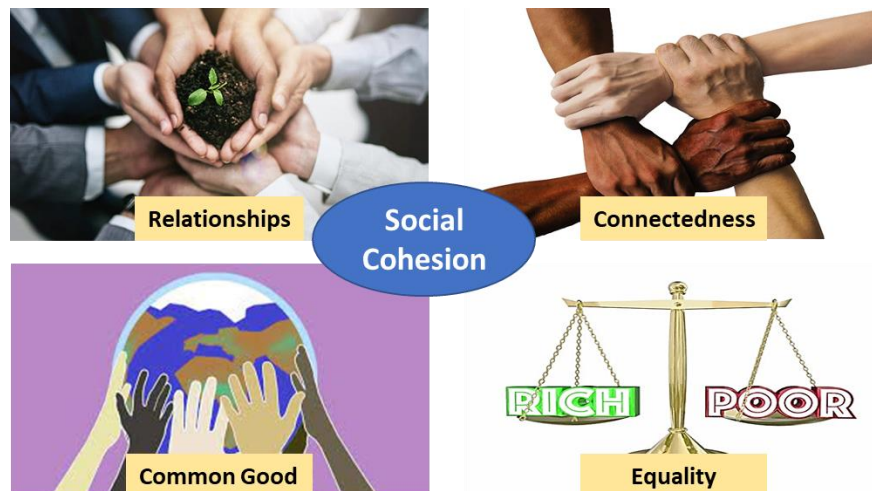 Relationships
Connectedness
Social
Cohesion
RICH
POOR
Common Good
Equality